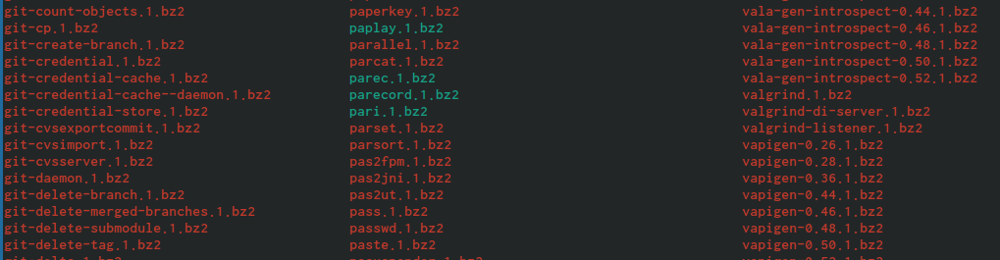 git-count-objects.1.bz2 paperkey.1.bz2 vala-gen-introspect-0.44.1.bz2
git-cp.1.bz2 paplay.1.bz2 vala-gen-introspect-0.46.1.bz2
git-create-branch.1.bz2 parallel.1.bz2 vala-gen-introspect-0.48.1.bz2
git-credential.1.bz2 parcat.1.bz2 vala-gen-introspect-0.50.1.bz2
git-credential-cache.1.bz2 parec.1.bz2 vala-gen-introspect-0.52.1.bz2
git-credential-cache--daemon.1.bz2 parecord.1.bz2 valgrind.1.bz2
git-credential-store.1.bz2 pari.1.bz2 valgrind-di-server.1.bz2
git-cvsexportcommit.1.bz2 parset.1.bz2 valgrind-listener.1.bz2
git-cvsimport.1.bz2 parsort.1.bz2 vapigen-0.26.1.bz2
git-cvsserver.1.bz2 pas2fpm.1.bz2 vapigen-0.28.1.bz2
git-daemon.1.bz2 pas2jni.1.bz2 vapigen-0.36.1.bz2
git-delete-branch.1.bz2 pas2ut.1.bz2 vapigen-0.44.1.bz2
git-delete-merged-branches.1.bz2 pass.1.bz2 vapigen-0.46.1.bz2
git-delete-submodule.1.bz2 passwd.1.bz2 vapigen-0.48.1.bz2
git-delete-tag.1.bz2 paste.1.bz2 vapigen-0.50.1.bz2